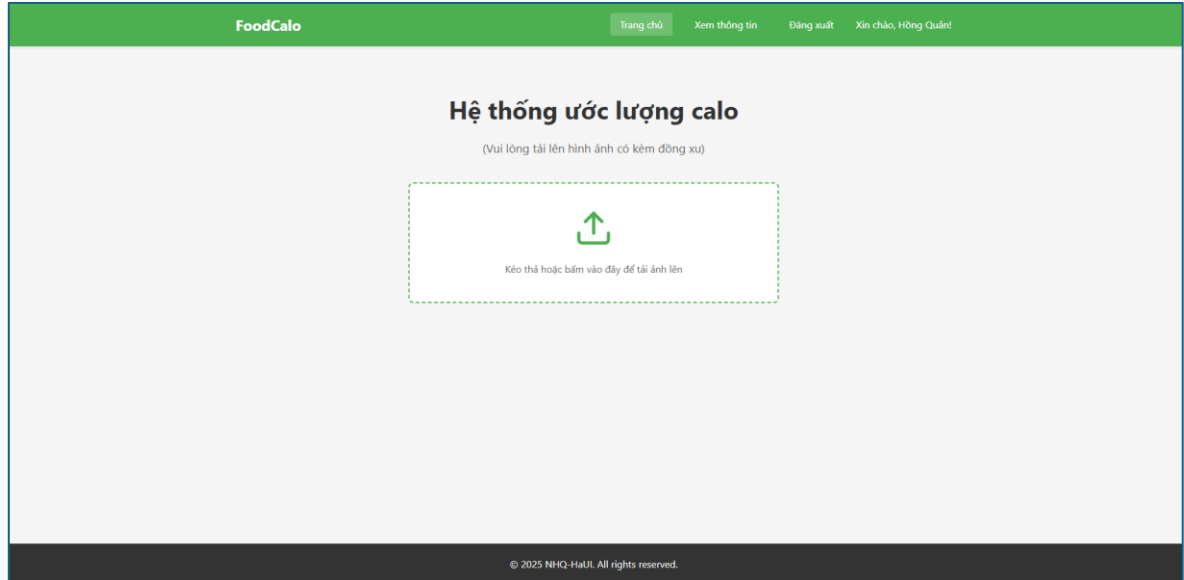 FoodCalo Trang chủ Xem thông tin Đăng xuất Xin chào, Hồng Quân!
Hệ thống ước lượng calo
(Vui lòng tải lên hình ảnh có kèm đồng xu)
Kéo thả hoặc bấm vào đây để tải ảnh lên
© 2025 NHQ-HaUI. All rights reserved.